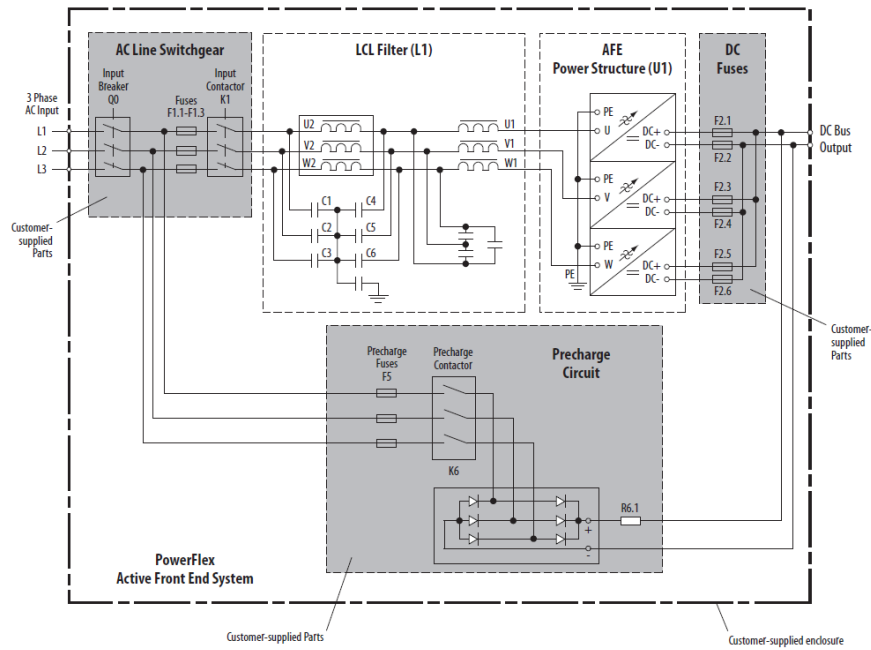 AC Line Switchgear
Input
Breaker
Q0
Fuses
F1.1-F1.3
Input
Contactor
K1
3 Phase
AC Input
L1
L2
L3
Customer-
supplied
Parts
LCL Filter (L1)
U2
V2
W2
U1
V1
W1
C1
C4
C2
C5
C3
C6
AFE
Power Structure (U1)
PE
U
DC+
DC-
PE
V
DC+
DC-
PE
W
DC+
DC-
PE
DC
Fuses
F2.1
F2.2
F2.3
F2.4
F2.5
F2.6
DC Bus
Output
Customer-
supplied
Parts
Precharge
Fuses
F5
Precharge
Contactor
K6
Precharge
Circuit
R6.1
+
-
PowerFlex
Active Front End System
Customer-supplied Parts
Customer-supplied enclosure